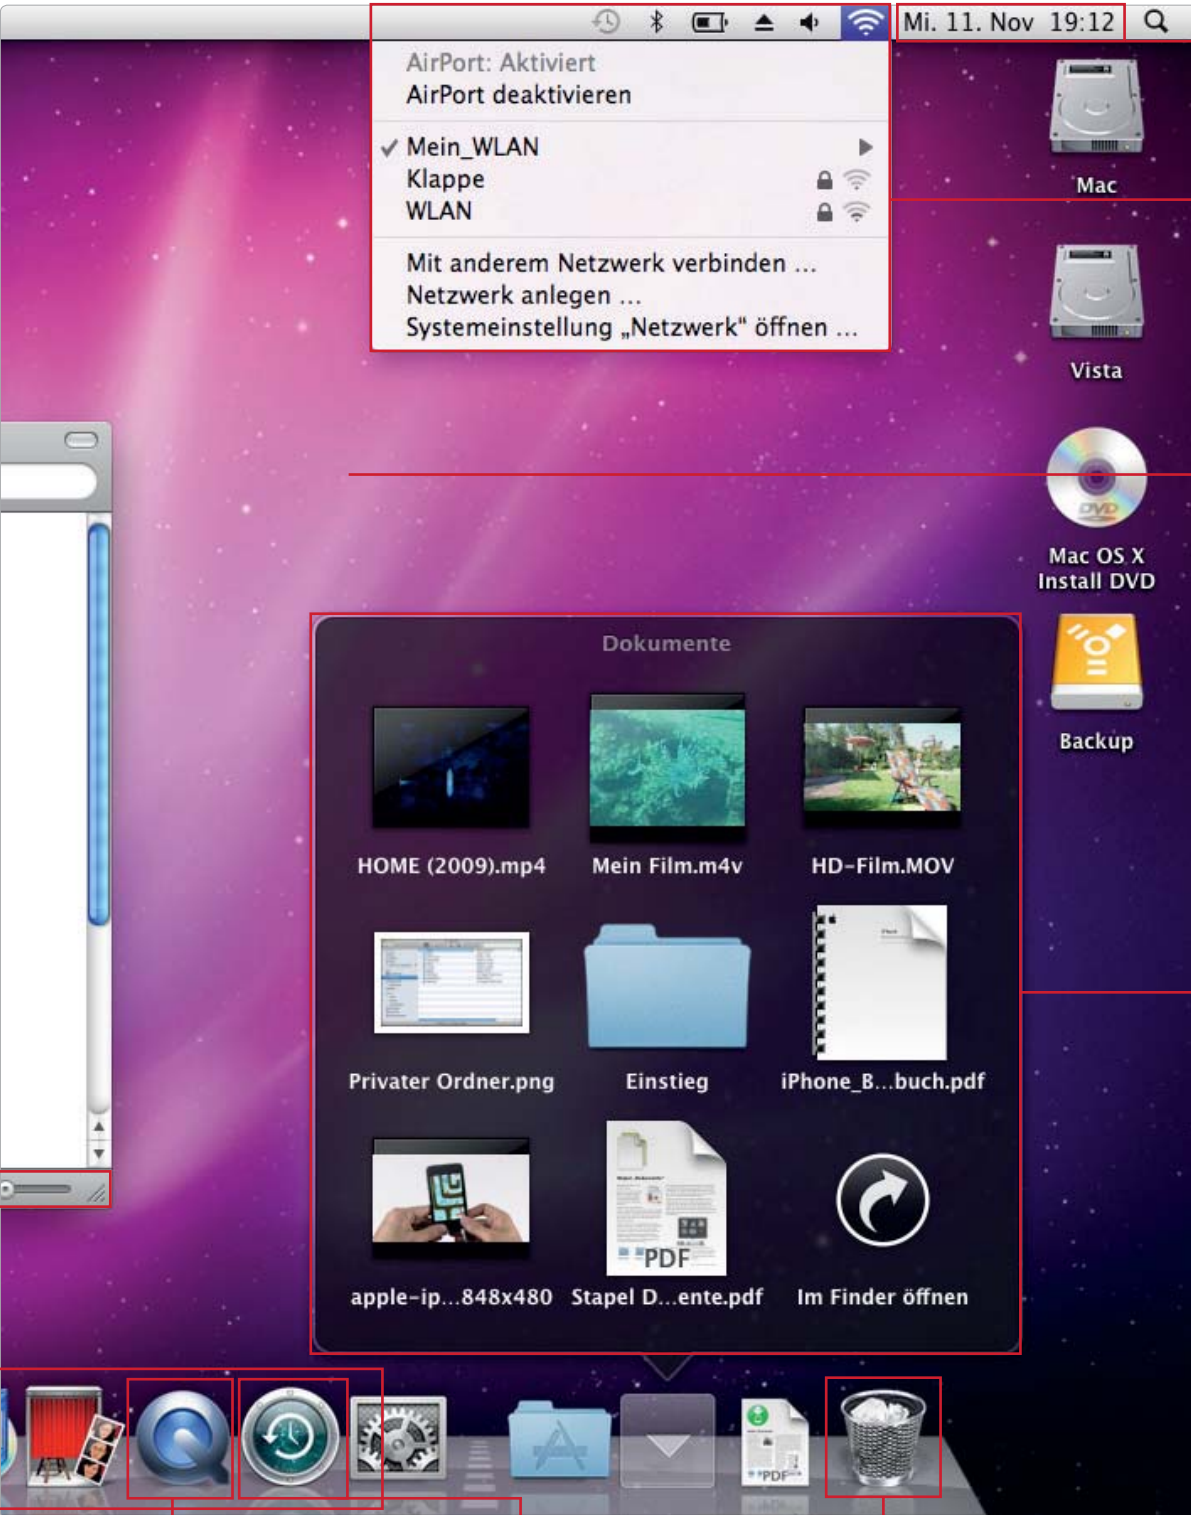 Mi. 11. Nov 19:12
AirPort: Aktiviert
AirPort deaktivieren
Mein_WLAN
Klappe
WLAN
Mit anderem Netzwerk verbinden ...
Netzwerk anlegen ...
Systemeinstellung „Netzwerk“ öffnen ...
Mac
Vista
DVD
Mac OS X
Install DVD
Backup
Dokumente
HOME (2009).mp4
Mein Film.m4v
HD-Film.MOV
Privater Ordner.png
Einstieg
iPhone_B...buch.pdf
PDF
apple-ip...848x480
Stapel D...ente.pdf
Im Finder öffnen
PDF